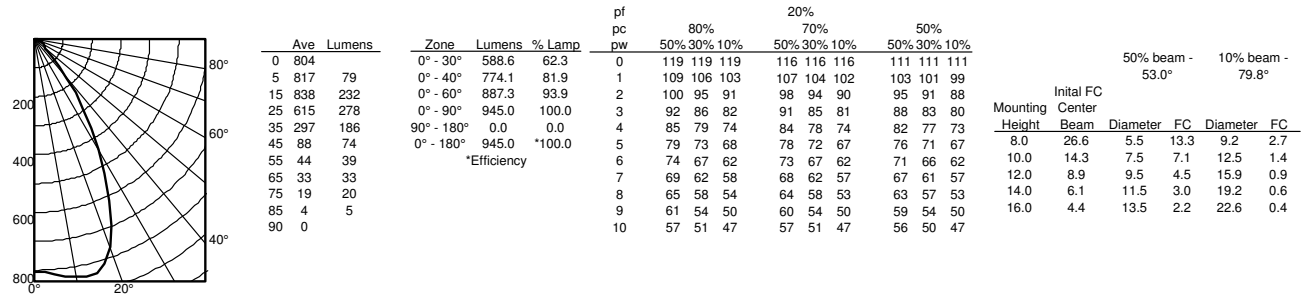 80°
60°
40°
20°
0°
200
400
600
800
Ave Lumens
0 804
5 817 79
15 838 232
25 615 278
35 297 186
45 88 74
55 44 39
65 33 33
75 19 20
85 4 5
90 0
Zone Lumens % Lamp
0° - 30° 588.6 62.3
0° - 40° 774.1 81.9
0° - 60° 887.3 93.9
0° - 90° 945.0 100.0
90° - 180° 0.0 0.0
0° - 180° 945.0 *100.0
*Efficiency
pf 20%
pc 80% 70% 50%
pw 50% 30% 10% 50% 30% 10% 50% 30% 10%
0 119 119 119 116 116 116 111 111 111
1 109 106 103 107 104 102 103 101 99
2 100 95 91 98 94 90 95 91 88
3 92 86 82 91 85 81 88 83 80
4 85 79 74 84 78 74 82 77 73
5 79 73 68 78 72 67 76 71 67
6 74 67 62 73 67 62 71 66 62
7 69 62 58 68 62 57 67 61 57
8 65 58 54 64 58 53 63 57 53
9 61 54 50 60 54 50 59 54 50
10 57 51 47 57 51 47 56 50 47
50% beam - 10% beam -
53.0° 79.8°
Inital FC
Mounting Center
Height Beam Diameter FC Diameter FC
8.0 26.6 5.5 13.3 9.2 2.7
10.0 14.3 7.5 7.1 12.5 1.4
12.0 8.9 9.5 4.5 15.9 0.9
14.0 6.1 11.5 3.0 19.2 0.6
16.0 4.4 13.5 2.2 22.6 0.4